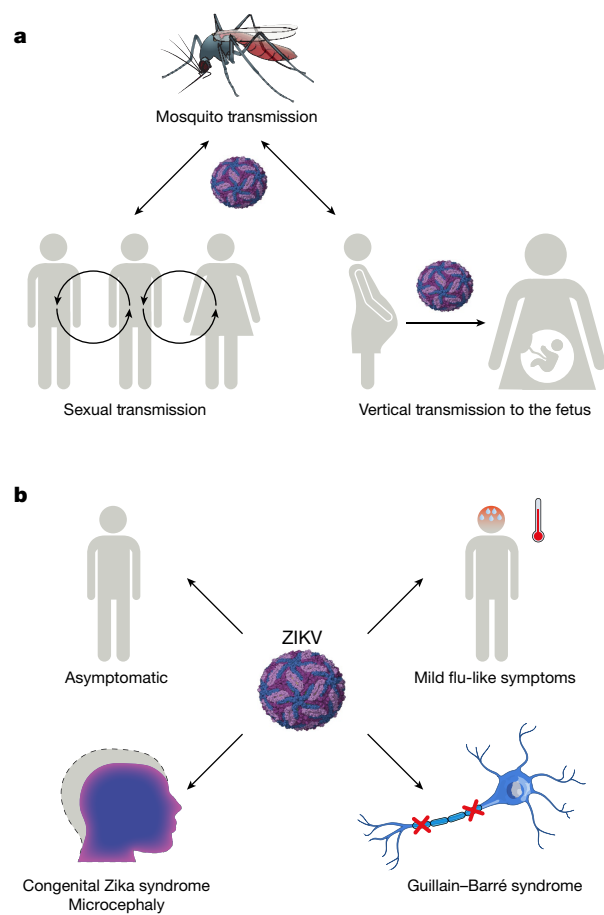 a
Mosquito transmission
Sexual transmission
Vertical transmission to the fetus
b
ZIKV
Asymptomatic
Mild flu-like symptoms
Congenital Zika syndrome
Microcephaly
Guillain–Barré syndrome